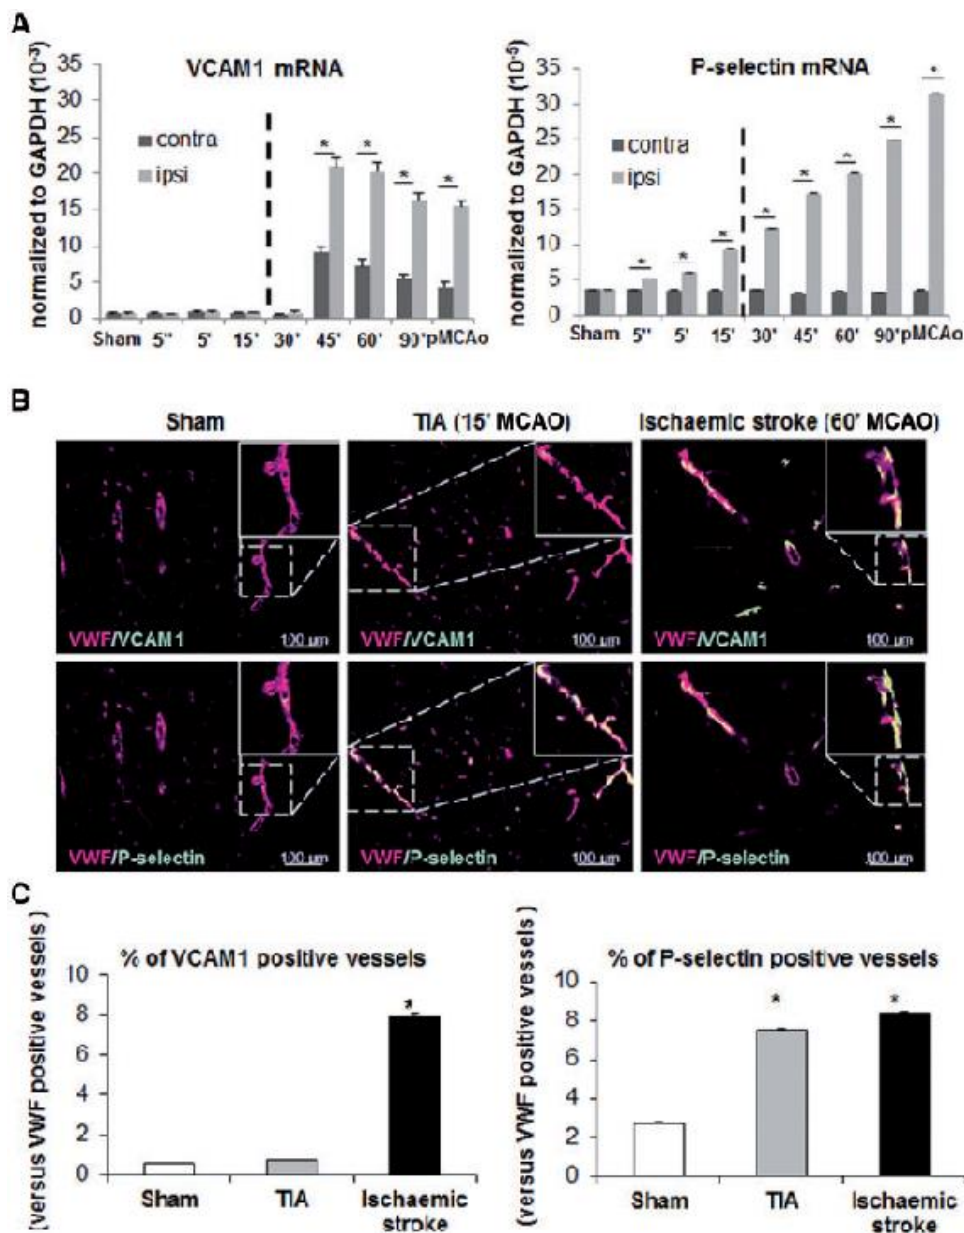 A
VCAM1 mRNA
normalized to GAPDH (10⁻³)
35
30
25
20
15
10
5
0
contra
ipsi
* * * *
Sham 5" 5' 15' 30' 45' 60' 90' pMCAo
P-selectin mRNA
normalized to GAPDH (10⁻⁵)
35
30
25
20
15
10
5
0
contra
ipsi
* * * * * * ^ * *
Sham 5" 5' 15' 30' 45' 60' 90' pMCAo
B
Sham
TIA (15' MCAO)
Ischaemic stroke (60' MCAO)
VWF/VCAM1
100 µm
VWF/VCAM1
100 µm
VWF/VCAM1
100 µm
VWF/P-selectin
100 µm
VWF/P-selectin
100 µm
VWF/P-selectin
100 µm
C
% of VCAM1 positive vessels
(versus VWF positive vessels)
10
8
6
4
2
0
*
Sham TIA Ischaemic
stroke
% of P-selectin positive vessels
(versus VWF positive vessels)
10
8
6
4
2
0
* *
Sham TIA Ischaemic
stroke